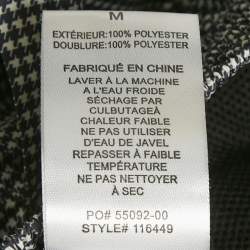 M
EXTÉRIEUR: 100% POLYESTER
DOUBLURE: 100% POLYESTER
FABRIQUÉ EN CHINE
LAVER À LA MACHINE
A L'EAU FROIDE
SÉCHAGE PAR
CULBUTAGEÀ
CHALEUR FAIBLE
NE PAS UTILISER
D'EAU DE JAVEL
REPASSER À FAIBLE
TEMPÉRATURE
NE PAS NETTOYER
À SEC
PO# 55092-00
STYLE# 116449